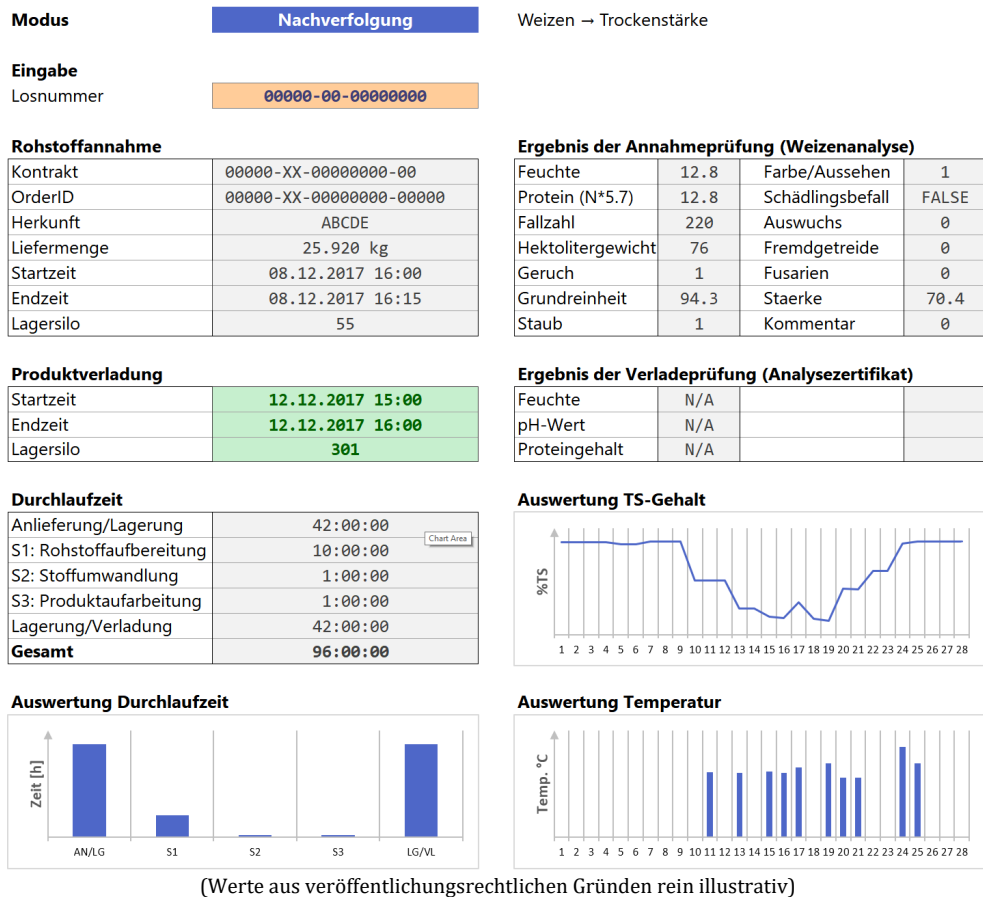 Modus Nachverfolgung Weizen → Trockenstärke
Eingabe
Losnummer 00000-00-00000000
Rohstoffannahme
Kontrakt 00000-XX-00000000-00
OrderID 00000-XX-00000000-00000
Herkunft ABCDE
Liefermenge 25.920 kg
Startzeit 08.12.2017 16:00
Endzeit 08.12.2017 16:15
Lagersilo 55
Ergebnis der Annahmeprüfung (Weizenanalyse)
Feuchte 12.8 Farbe/Aussehen 1
Protein (N*5.7) 12.8 Schädlingsbefall FALSE
Fallzahl 220 Auswuchs 0
Hektolitergewicht 76 Fremdgetreide 0
Geruch 1 Fusarien 0
Grundreinheit 94.3 Staerke 70.4
Staub 1 Kommentar 0
Produktverladung
Startzeit 12.12.2017 15:00
Endzeit 12.12.2017 16:00
Lagersilo 301
Ergebnis der Verladeprüfung (Analysezertifikat)
Feuchte N/A
pH-Wert N/A
Proteingehalt N/A
Durchlaufzeit
Anlieferung/Lagerung 42:00:00
Chart Area
S1: Rohstoffaufbereitung 10:00:00
S2: Stoffumwandlung 1:00:00
S3: Produktaufarbeitung 1:00:00
Lagerung/Verladung 42:00:00
Gesamt 96:00:00
Auswertung TS-Gehalt
%TS
1 2 3 4 5 6 7 8 9 10 11 12 13 14 15 16 17 18 19 20 21 22 23 24 25 26 27 28
Auswertung Durchlaufzeit
Zeit [h]
AN/LG S1 S2 S3 LG/VL
Auswertung Temperatur
Temp. °C
1 2 3 4 5 6 7 8 9 10 11 12 13 14 15 16 17 18 19 20 21 22 23 24 25 26 27 28
(Werte aus veröffentlichungsrechtlichen Gründen rein illustrativ)